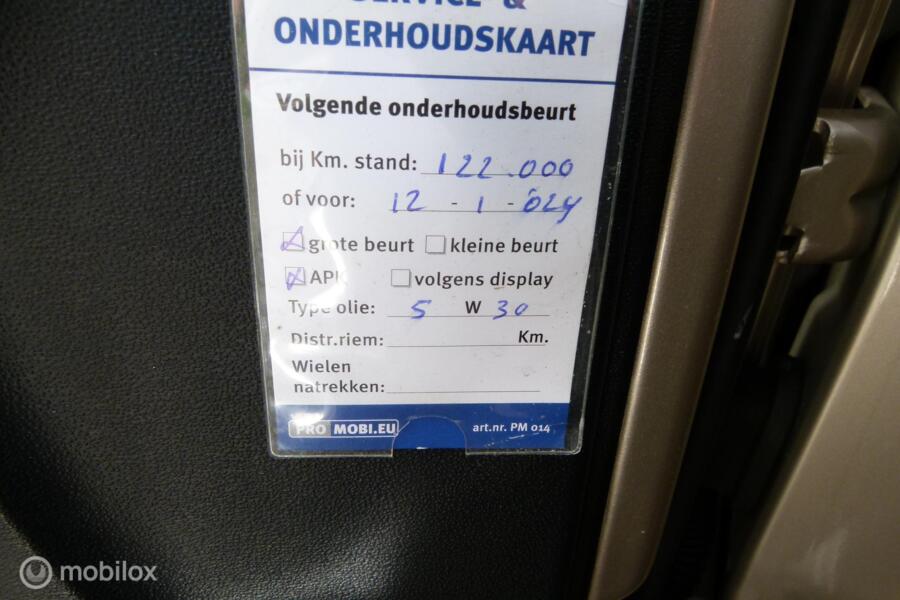 SERVICE- &
ONDERHOUDSKAART
Volgende onderhoudsbeurt
bij Km. stand: 122.000
of voor: 12 - 1 - '024
grote beurt kleine beurt
APK volgens display
Type olie: 5 W 30
Distr.riem: Km.
Wielen
natrekken:
PRO MOBI.EU art.nr. PM 014
mobilox